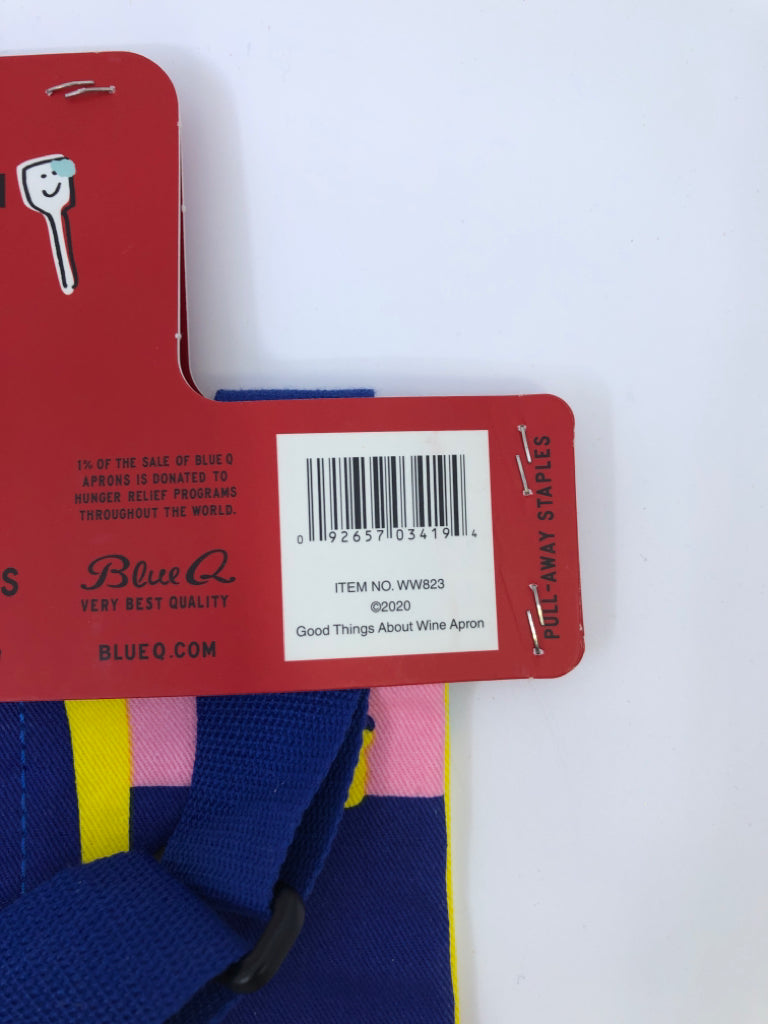 1% OF THE SALE OF BLUE Q
APRONS IS DONATED TO
HUNGER RELIEF PROGRAMS
THROUGHOUT THE WORLD.
S
Blue Q
VERY BEST QUALITY
BLUEQ.COM
0 92657 03419 4
ITEM NO. WW823
©2020
Good Things About Wine Apron
PULL-AWAY STAPLES